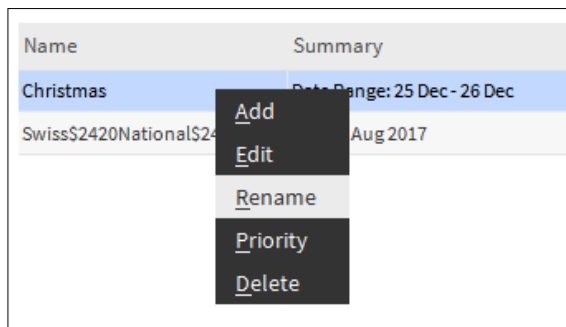 Name Summary
Christmas Date Range: 25 Dec - 26 Dec
Add
Swiss$2420National$24 Aug 2017
Edit
Rename
Priority
Delete